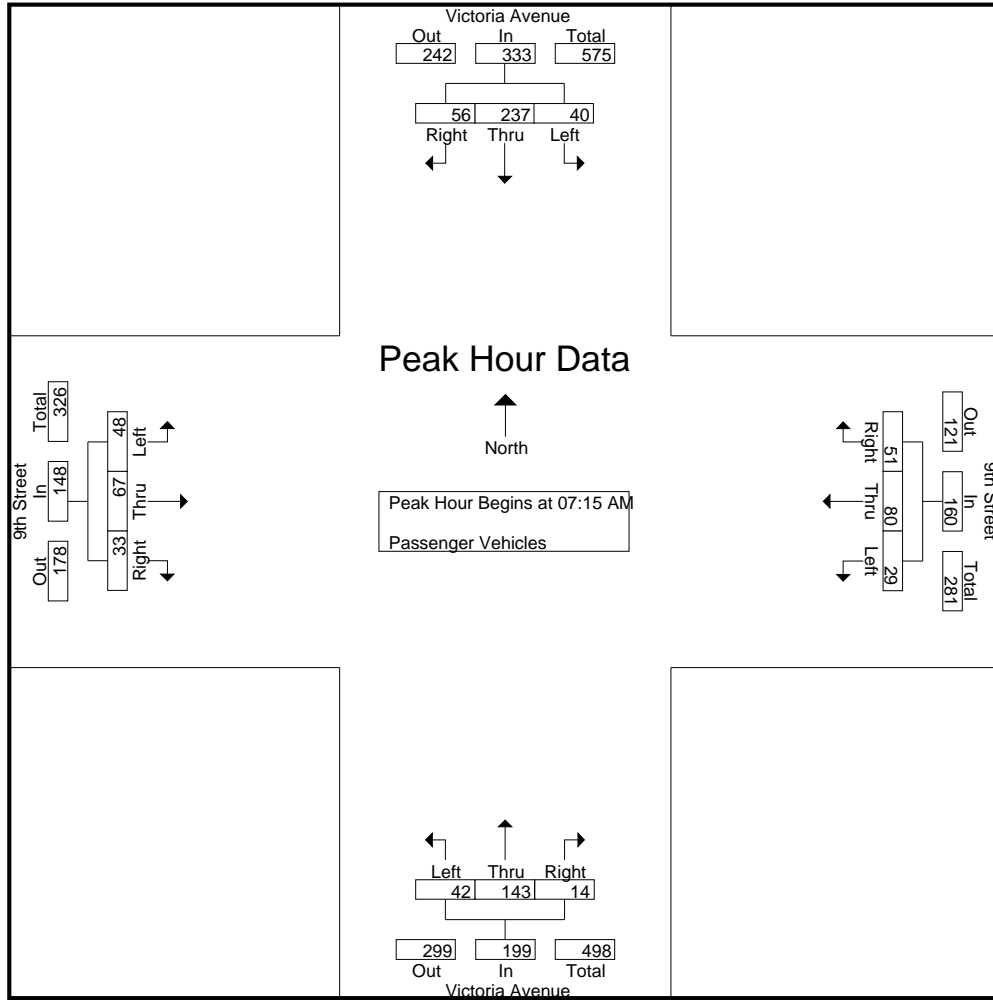 Victoria Avenue
Out In Total
242 333 575
56 237 40
Right Thru Left
Peak Hour Data
North
Peak Hour Begins at 07:15 AM
Passenger Vehicles
9th Street
Total In Out
326 148 178
48 67 33
Left Thru Right
Right Thru Left
51 80 29
Out In Total
121 160 281
9th Street
Left Thru Right
42 143 14
299 199 498
Out In Total
Victoria Avenue